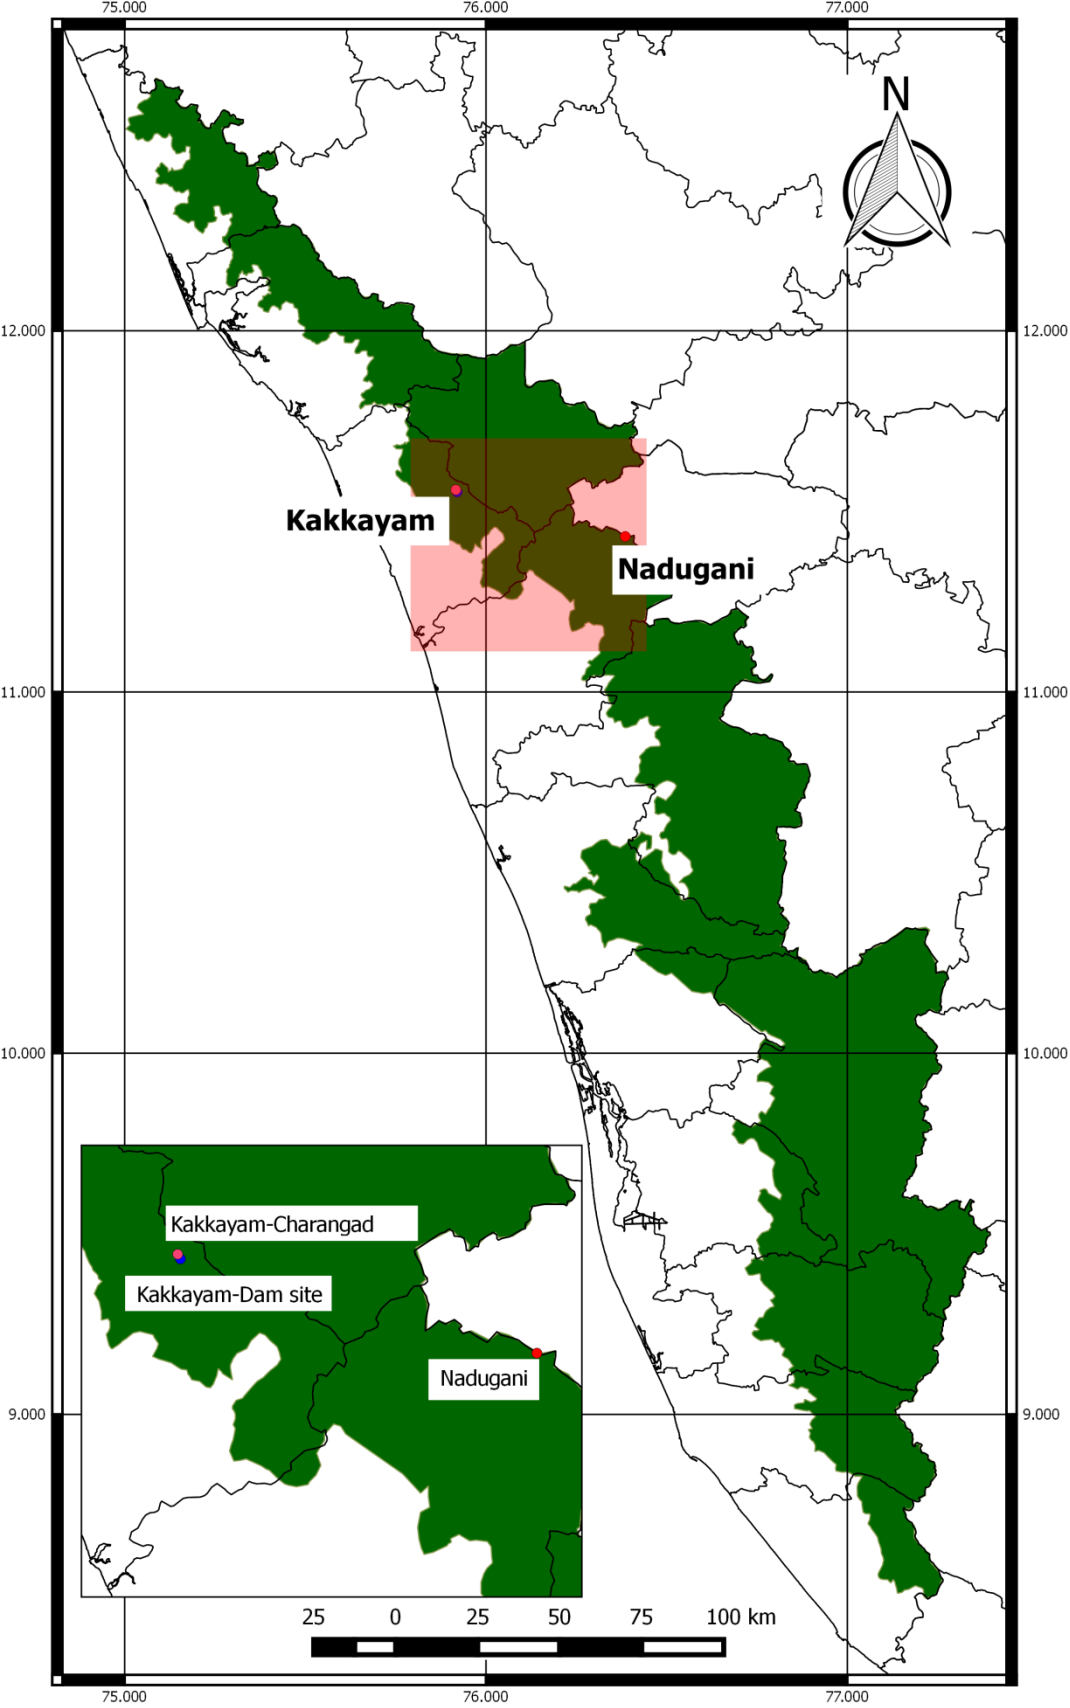 75.000 76.000 77.000
N
12.000 12.000
Kakkayam
Nadugani
11.000 11.000
10.000 10.000
Kakkayam-Charangad
Kakkayam-Dam site
Nadugani
9.000 9.000
25 0 25 50 75 100 km
75.000 76.000 77.000